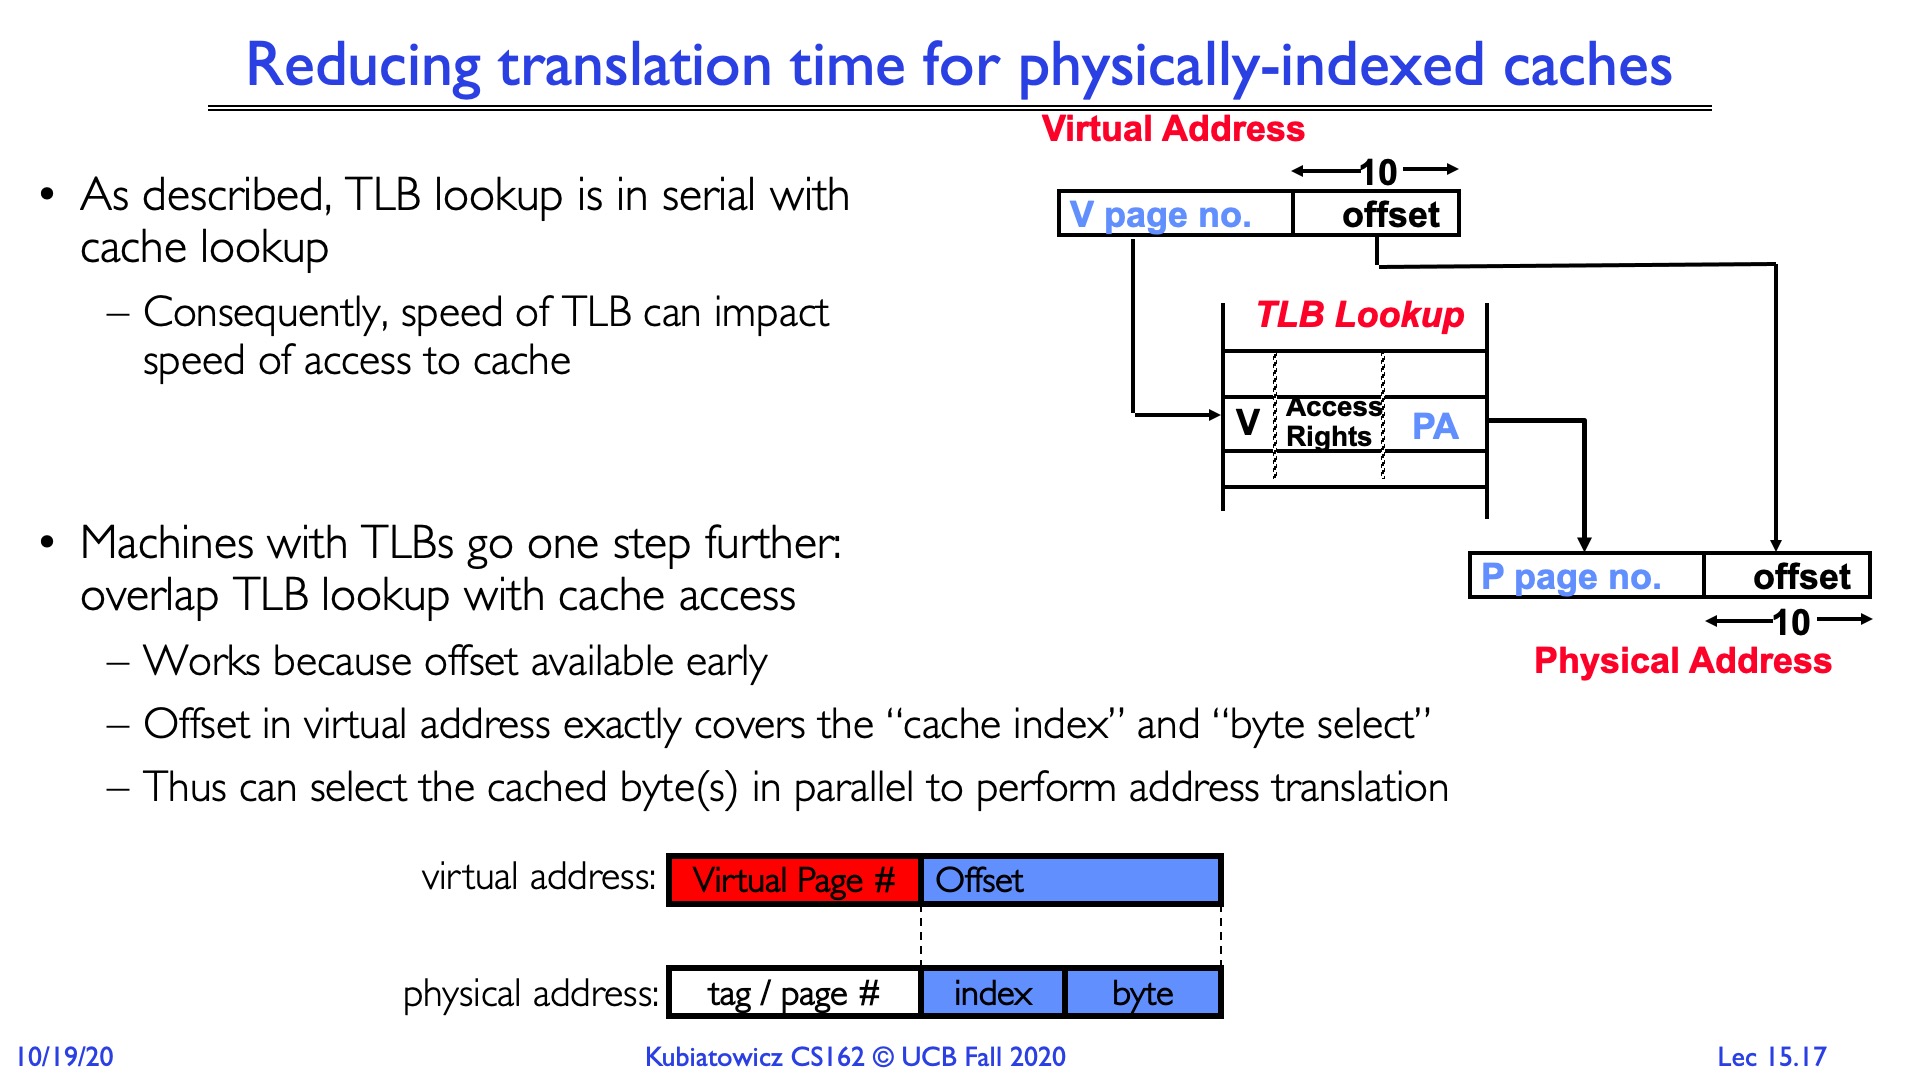 Reducing translation time for physically-indexed caches
• As described, TLB lookup is in serial with
cache lookup
– Consequently, speed of TLB can impact
speed of access to cache
Virtual Address
10
V page no. offset
TLB Lookup
V Access Rights PA
P page no. offset
10
Physical Address
• Machines with TLBs go one step further:
overlap TLB lookup with cache access
– Works because offset available early
– Offset in virtual address exactly covers the “cache index” and “byte select”
– Thus can select the cached byte(s) in parallel to perform address translation
virtual address: Virtual Page # Offset
physical address: tag / page # index byte
10/19/20 Kubiatowicz CS162 © UCB Fall 2020 Lec 15.17